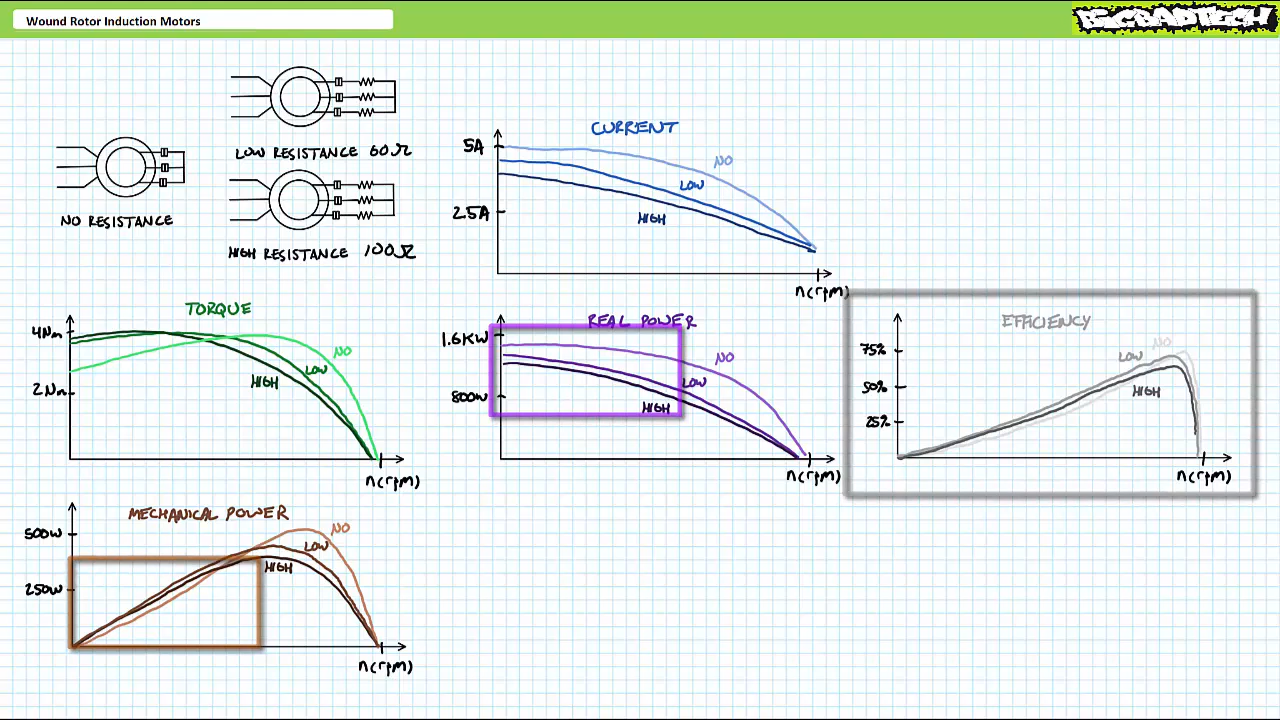 Wound Rotor Induction Motors
BIGBADTECH
LOW RESISTANCE 60Ω
NO RESISTANCE
HIGH RESISTANCE 100Ω
CURRENT
5A
2.5A
NO
LOW
HIGH
n(rpm)
TORQUE
4Nm
2Nm
NO
LOW
HIGH
n(rpm)
REAL POWER
1.6KW
800W
NO
LOW
HIGH
n(rpm)
EFFICIENCY
75%
50%
25%
NO
LOW
HIGH
n(rpm)
MECHANICAL POWER
500W
250W
NO
LOW
HIGH
n(rpm)